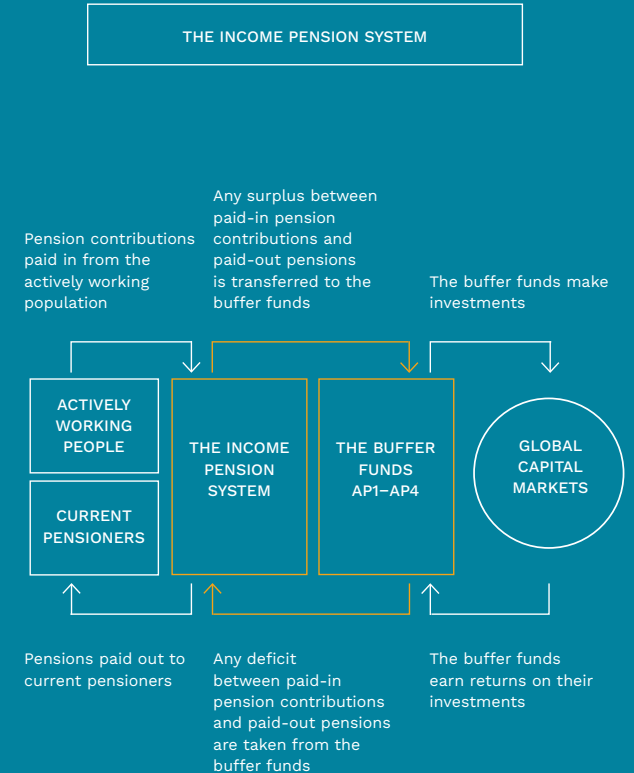 THE INCOME PENSION SYSTEM
Pension contributions
paid in from the
actively working
population
Any surplus between
paid-in pension
contributions and
paid-out pensions
is transferred to the
buffer funds
The buffer funds make
investments
ACTIVELY
WORKING
PEOPLE
CURRENT
PENSIONERS
THE INCOME
PENSION
SYSTEM
THE BUFFER
FUNDS
AP1–AP4
GLOBAL
CAPITAL
MARKETS
Pensions paid out to
current pensioners
Any deficit
between paid-in
pension contributions
and paid-out pensions
are taken from the
buffer funds
The buffer funds
earn returns on their
investments